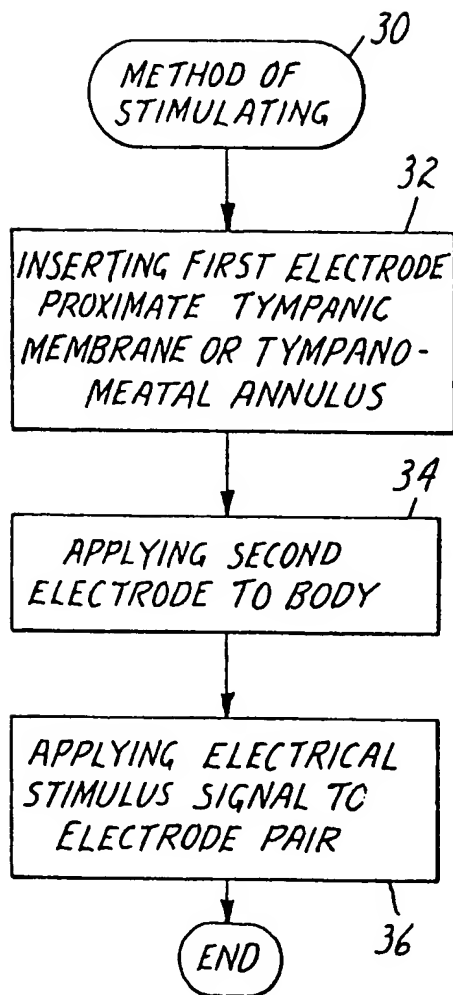 30
METHOD OF
STIMULATING
32
INSERTING FIRST ELECTRODE
PROXIMATE TYMPANIC
MEMBRANE OR TYMPANO-
MEATAL ANNULUS
34
APPLYING SECOND
ELECTRODE TO BODY
APPLYING ELECTRICAL
STIMULUS SIGNAL TO
ELECTRODE PAIR
36
END